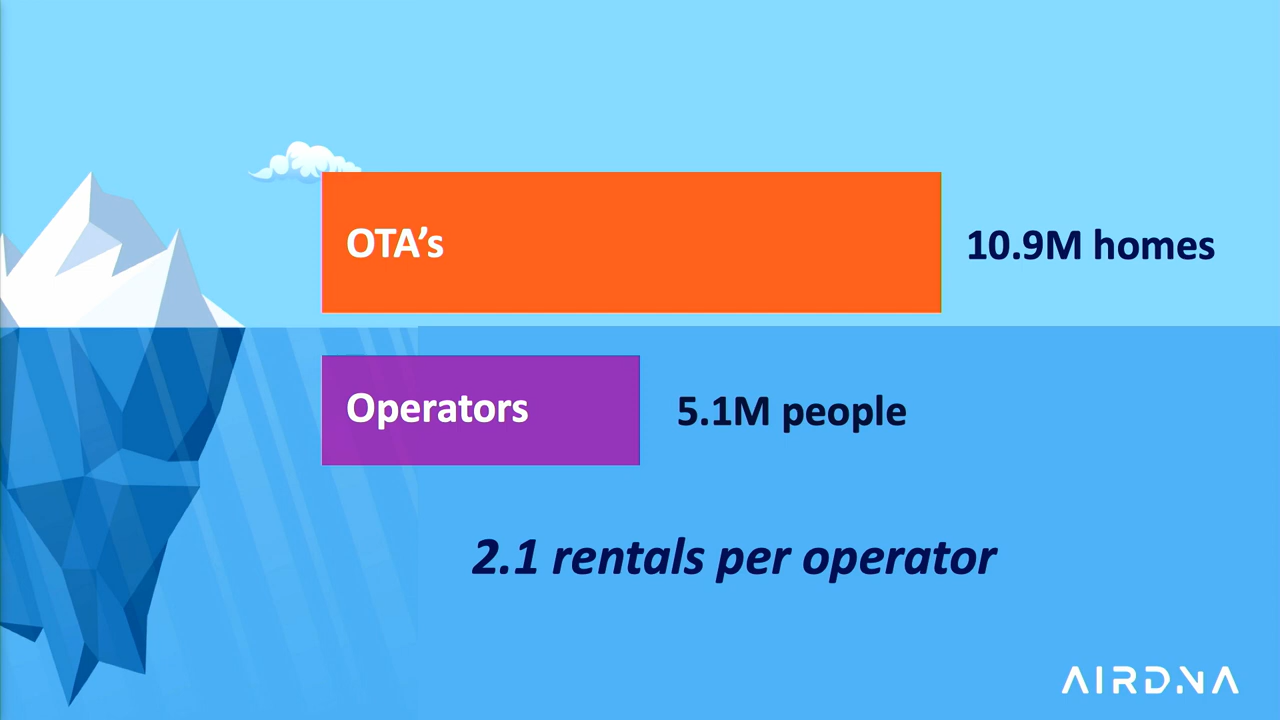 OTA’s
10.9M homes
Operators
5.1M people
2.1 rentals per operator
AIRDNA